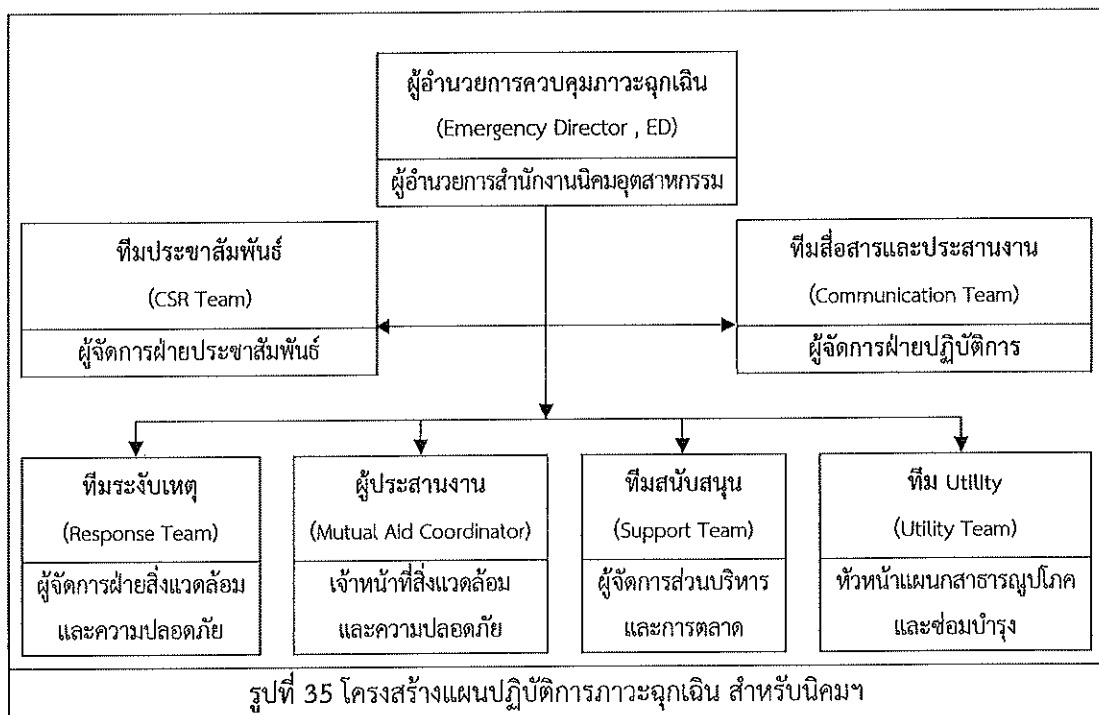 ผู้อำนวยการควบคุมภาวะฉุกเฉิน
(Emergency Director , ED)
ผู้อำนวยการสำนักงานนิคมอุตสาหกรรม
ทีมประชาสัมพันธ์
(CSR Team)
ผู้จัดการฝ่ายประชาสัมพันธ์
ทีมสื่อสารและประสานงาน
(Communication Team)
ผู้จัดการฝ่ายปฏิบัติการ
ทีมระงับเหตุ
(Response Team)
ผู้จัดการฝ่ายสิ่งแวดล้อม
และความปลอดภัย
ผู้ประสานงาน
(Mutual Aid Coordinator)
เจ้าหน้าที่สิ่งแวดล้อม
และความปลอดภัย
ทีมสนับสนุน
(Support Team)
ผู้จัดการส่วนบริหาร
และการตลาด
ทีม Utility
(Utility Team)
หัวหน้าแผนกสาธารณูปโภค
และซ่อมบำรุง
รูปที่ 35 โครงสร้างแผนปฏิบัติการภาวะฉุกเฉิน สำหรับนิคมฯ